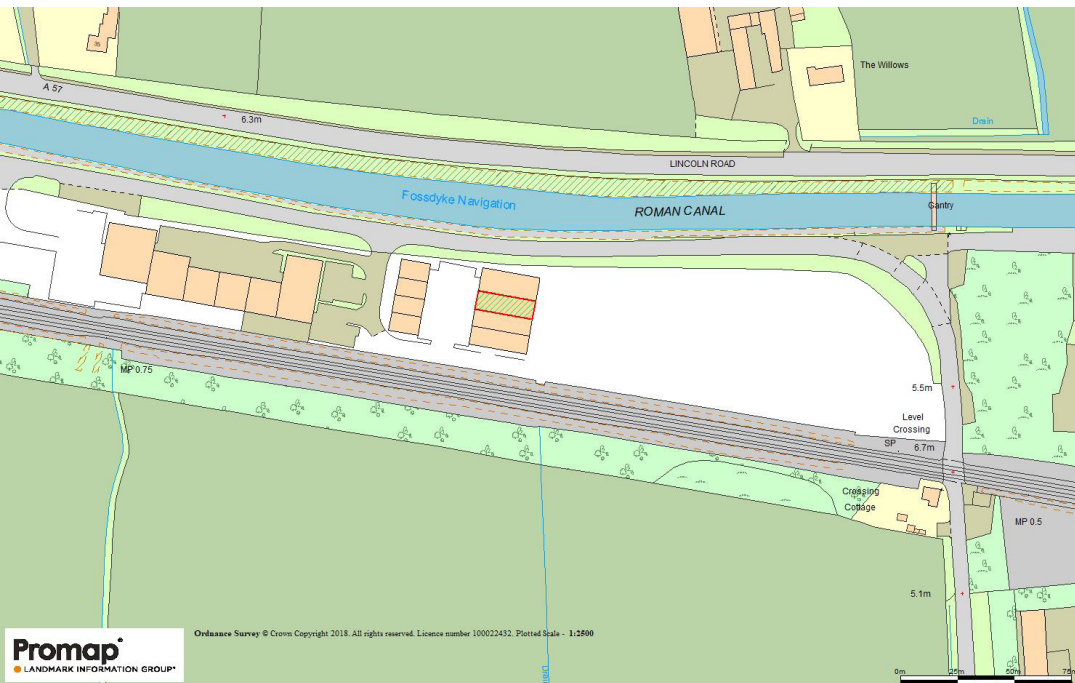 The Willows
A 57
6.3m
Drain
LINCOLN ROAD
Fossdyke Navigation
ROMAN CANAL
Gantry
MP 0.75
5.5m
Level
Crossing
SP
6.7m
Crossing
Cottage
MP 0.5
5.1m
Ordnance Survey © Crown Copyright 2018. All rights reserved. Licence number 100022432. Plotted Scale - 1:2500
Promap
LANDMARK INFORMATION GROUP
Drain
0m 25m 50m 75m